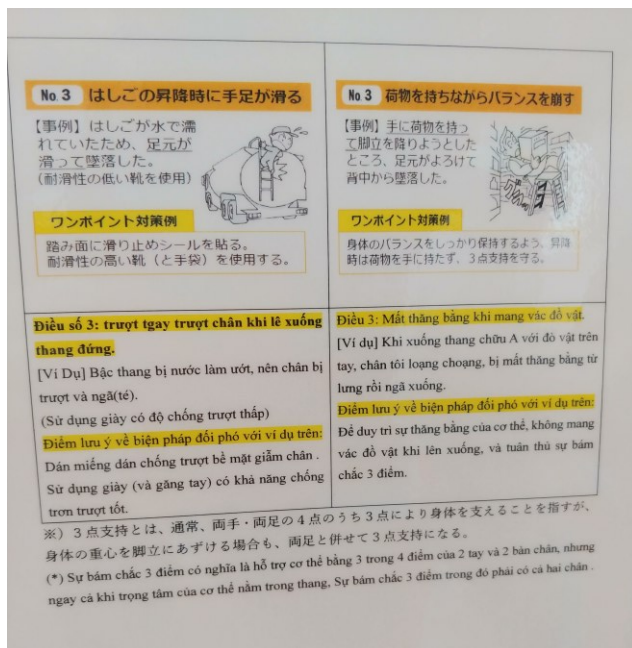 No.3 はしごの昇降時に手足が滑る
【事例】はしごが水で濡
れていたため、足元が
滑って墜落した。
(耐滑性の低い靴を使用)
ワンポイント対策例
踏み面に滑り止めシールを貼る。
耐滑性の高い靴(と手袋)を使用する。
No.3 荷物を持ちながらバランスを崩す
【事例】手に荷物を持っ
て脚立を降りようとした
ところ、足元がよろけて
背中から墜落した。
ワンポイント対策例
身体のバランスをしっかり保持するよう、昇降
時は荷物を手に持たず、3点支持を守る。
Điều số 3: trượt tgay trượt chân khi lê xuống
thang đứng.
[Ví Dụ] Bậc thang bị nước làm ướt, nên chân bị
trượt và ngã(té).
(Sử dụng giày có độ chống trượt thấp)
Điểm lưu ý về biện pháp đối phó với ví dụ trên:
Dán miếng dán chống trượt bề mặt giẫm chân .
Sử dụng giày (và găng tay) có khả năng chống
trơn trượt tốt.
Điều 3: Mất thăng bằng khi mang vác đồ vật.
[Ví dụ] Khi xuống thang chữu A với đò vật trên
tay, chân tôi loạng choạng, bị mất thăng bằng từ
lưng rồi ngã xuống.
Điểm lưu ý về biện pháp đối phó với ví dụ trên:
Để duy trì sự thăng bằng của cơ thể, không mang
vác đồ vật khi lên xuống, và tuân thủ sự bám
chắc 3 điểm.
※)3点支持とは、通常、両手・両足の4点のうち3点により身体を支えることを指すが、
身体の重心を脚立にあずける場合も、両足と併せて3点支持になる。
(*) Sự bám chắc 3 điểm có nghĩa là hỗ trợ cơ thể bằng 3 trong 4 điểm của 2 tay và 2 bàn chân, nhưng
ngay cả khi trọng tâm của cơ thể nằm trong thang, Sự bám chắc 3 điểm trong đó phải có cả hai chân .